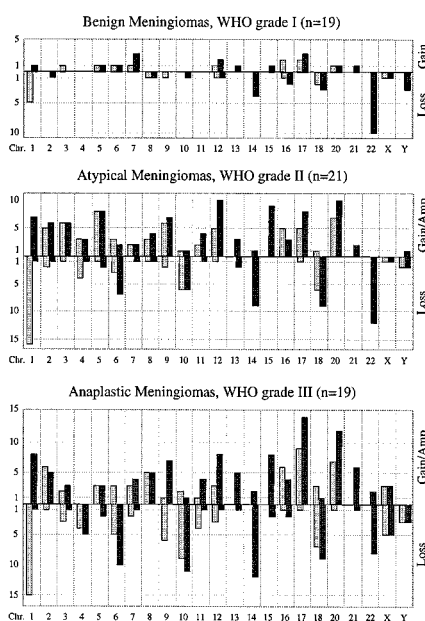 Benign Meningiomas, WHO grade I (n=19)
5
1
1
5
10
Gain
Loss
Chr. 1 2 3 4 5 6 7 8 9 10 11 12 13 14 15 16 17 18 20 21 22 X Y
Atypical Meningiomas, WHO grade II (n=21)
10
5
1
1
5
10
15
Gain/Amp
Loss
Chr. 1 2 3 4 5 6 7 8 9 10 11 12 13 14 15 16 17 18 20 21 22 X Y
Anaplastic Meningiomas, WHO grade III (n=19)
15
10
5
1
1
5
10
15
Gain/Amp
Loss
Chr. 1 2 3 4 5 6 7 8 9 10 11 12 13 14 15 16 17 18 20 21 22 X Y